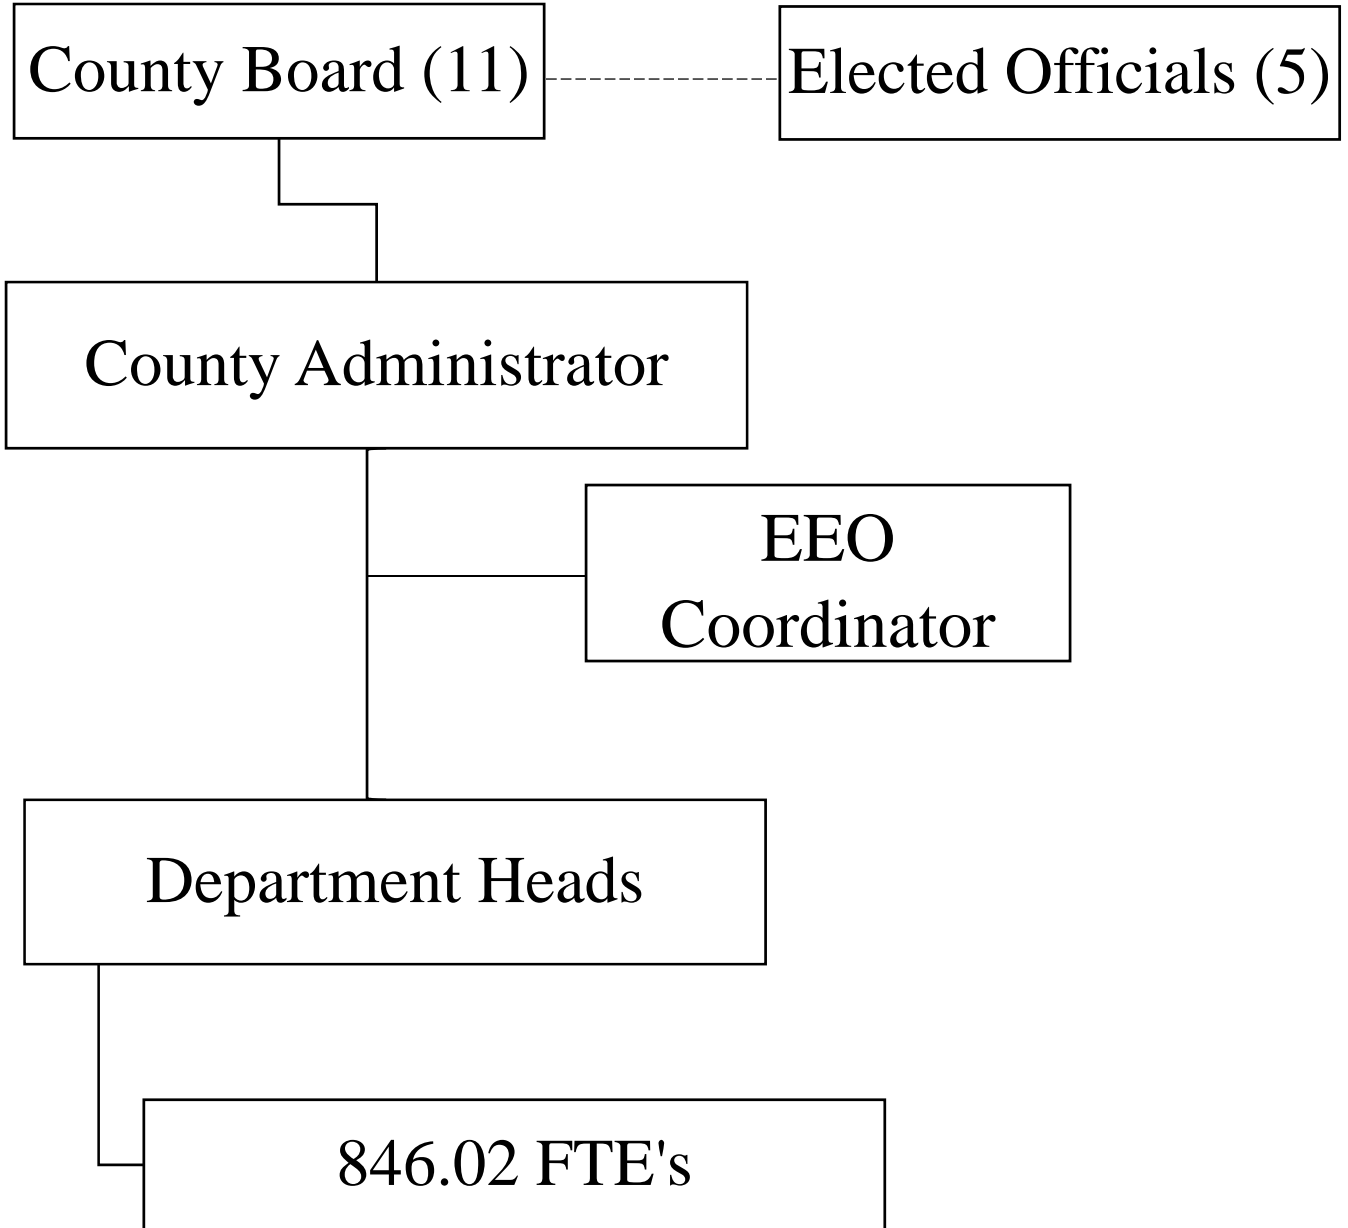 County Board (11)
Elected Officials (5)
County Administrator
EEO
Coordinator
Department Heads
846.02 FTE's